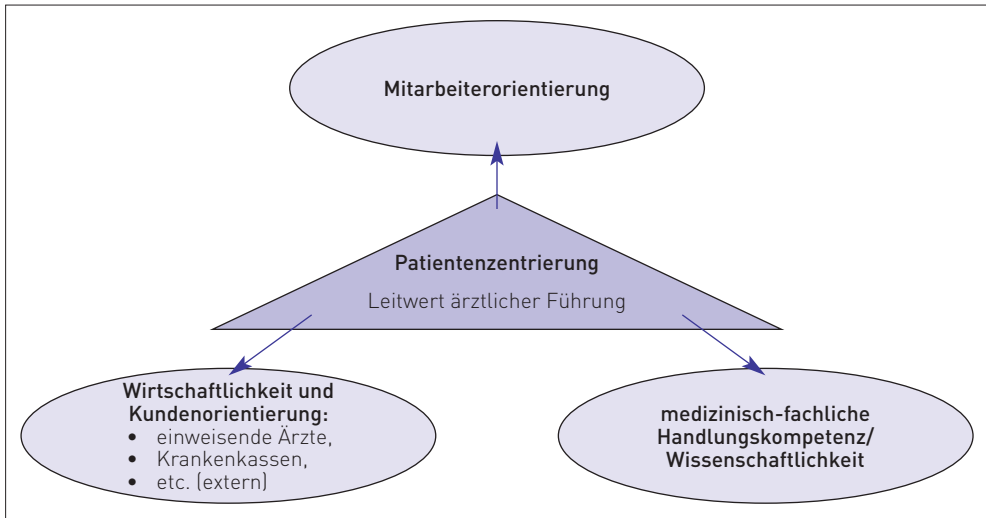 Mitarbeiterorientierung
Patientenzentrierung
Leitwert ärztlicher Führung
Wirtschaftlichkeit und
Kundenorientierung:
• einweisende Ärzte,
• Krankenkassen,
• etc. (extern)
medizinisch-fachliche
Handlungskompetenz/
Wissenschaftlichkeit